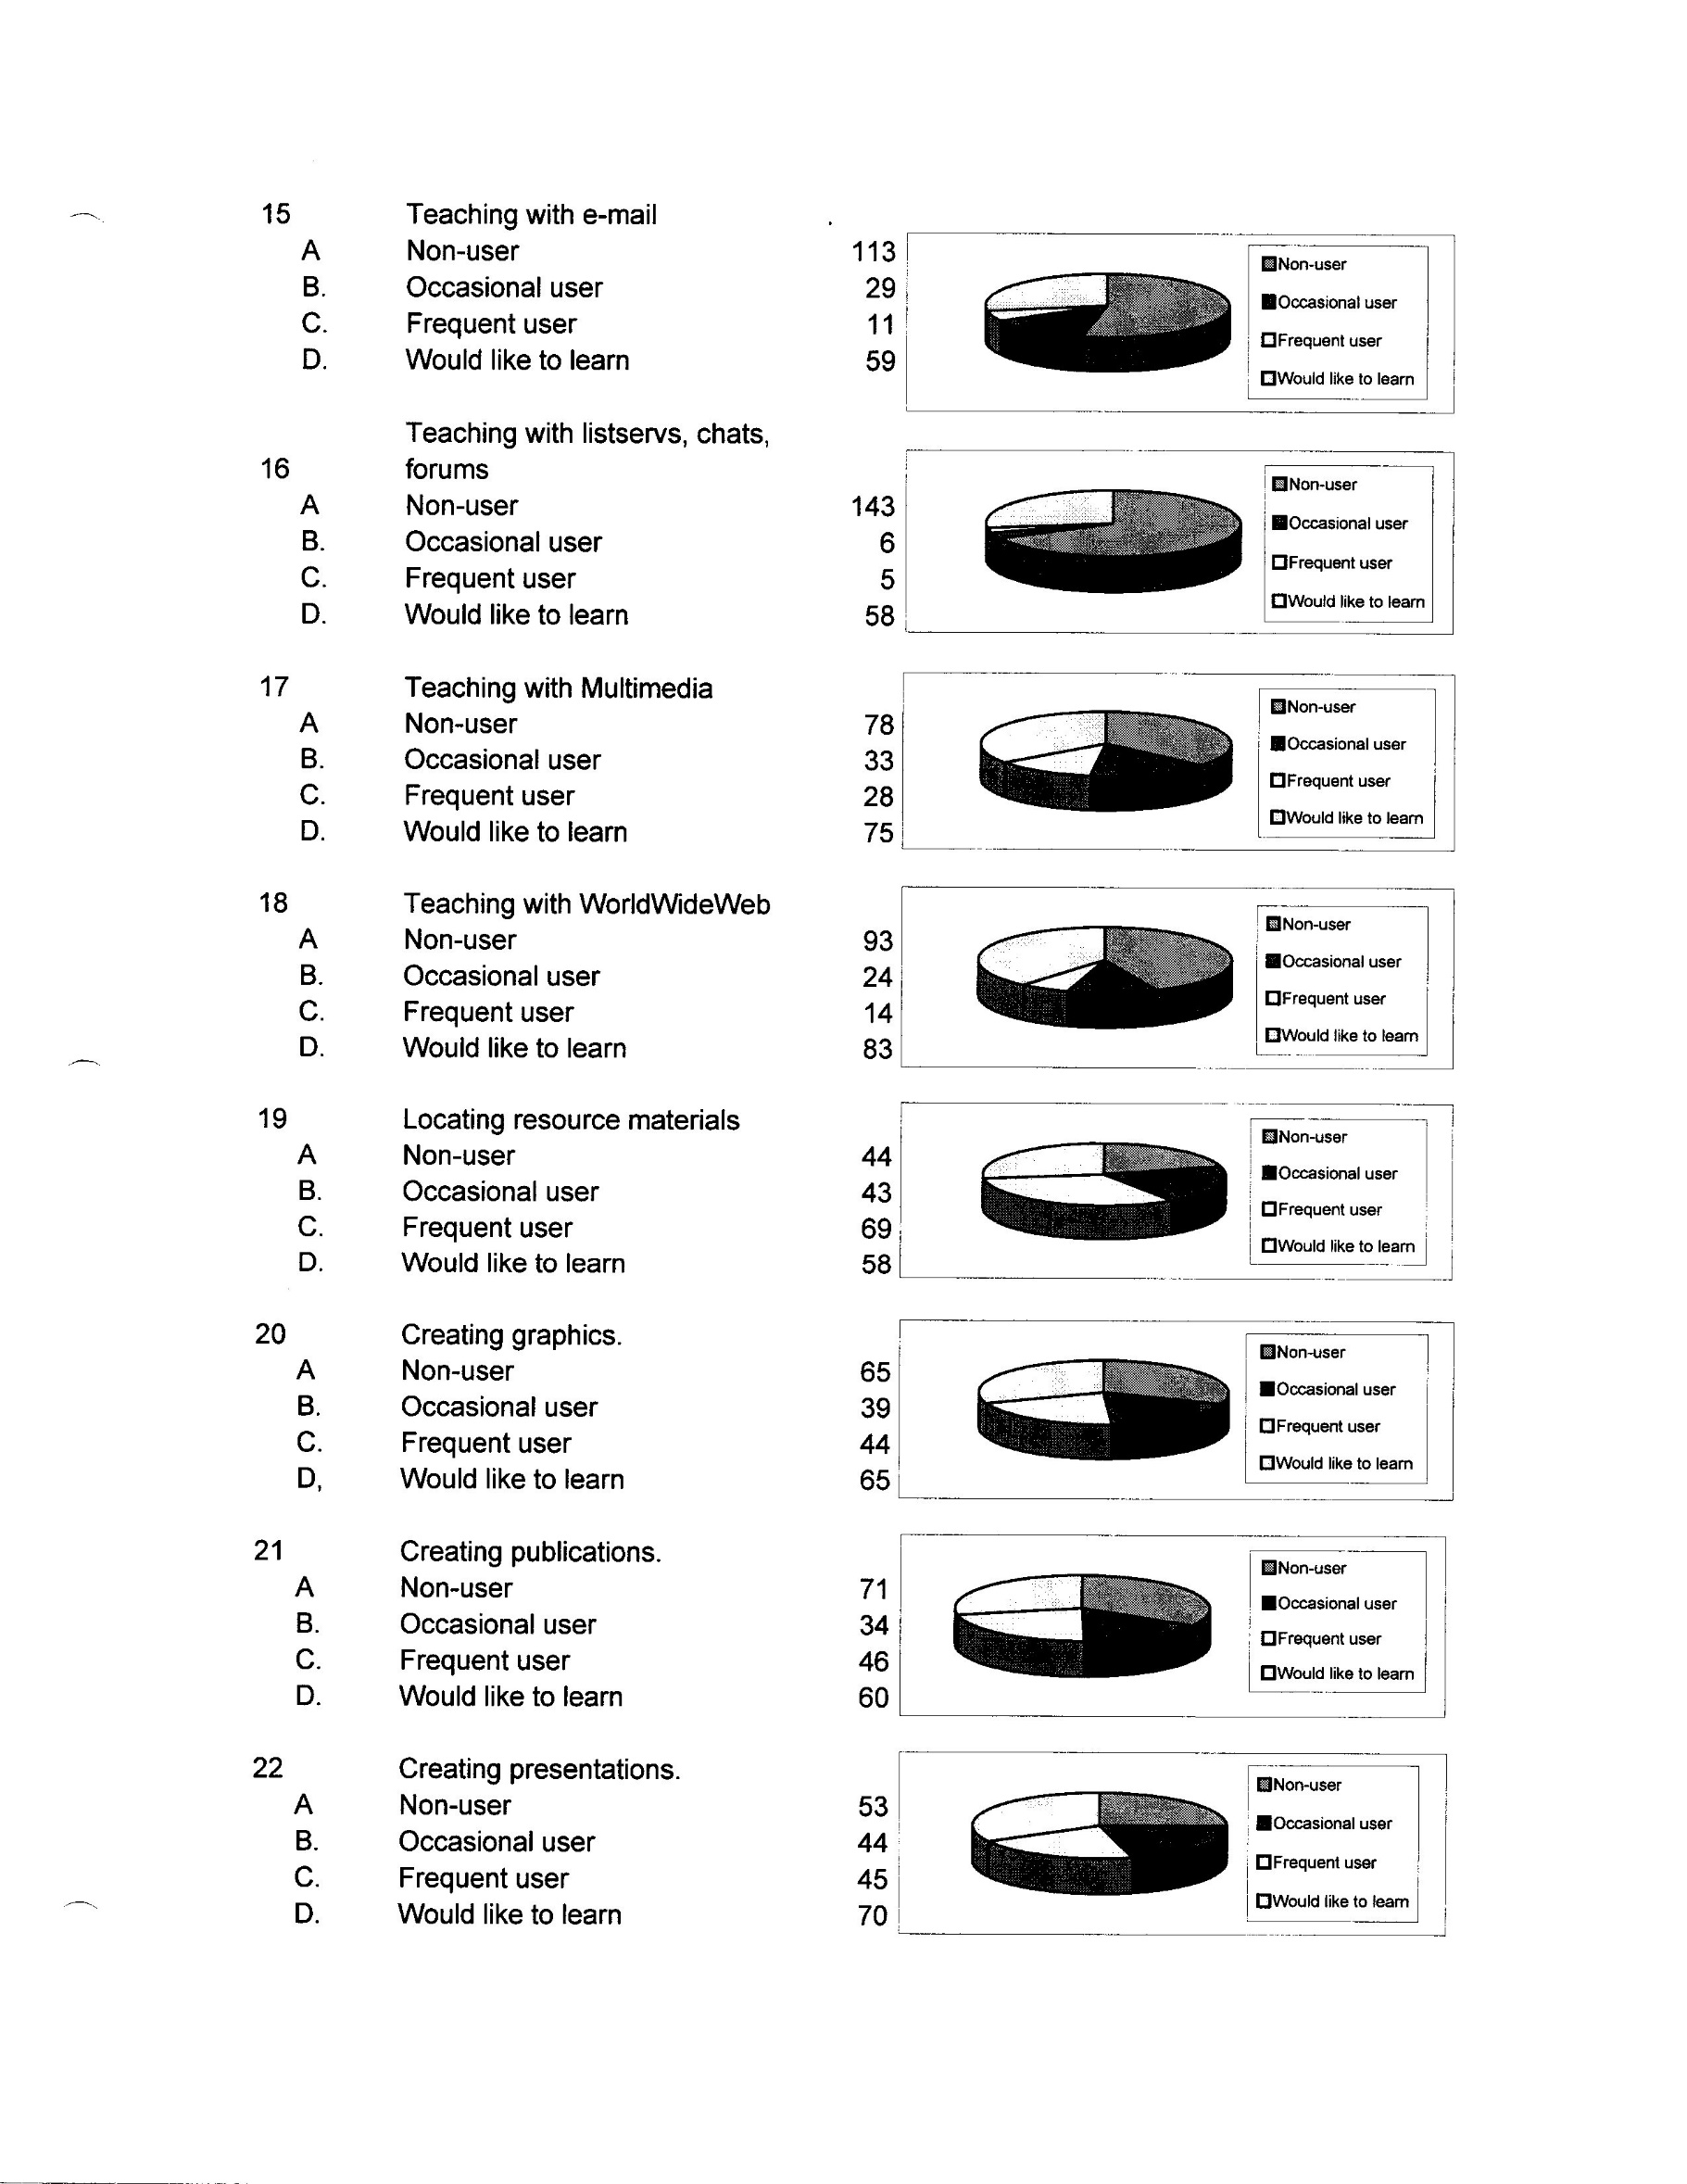 15 Teaching with e-mail
A Non-user 113
B. Occasional user 29
C. Frequent user 11
D. Would like to learn 59
Non-user
Occasional user
Frequent user
Would like to learn
Teaching with listservs, chats,
16 forums
A Non-user 143
B. Occasional user 6
C. Frequent user 5
D. Would like to learn 58
Non-user
Occasional user
Frequent user
Would like to learn
17 Teaching with Multimedia
A Non-user 78
B. Occasional user 33
C. Frequent user 28
D. Would like to learn 75
Non-user
Occasional user
Frequent user
Would like to learn
18 Teaching with WorldWideWeb
A Non-user 93
B. Occasional user 24
C. Frequent user 14
D. Would like to learn 83
Non-user
Occasional user
Frequent user
Would like to learn
19 Locating resource materials
A Non-user 44
B. Occasional user 43
C. Frequent user 69
D. Would like to learn 58
Non-user
Occasional user
Frequent user
Would like to learn
20 Creating graphics.
A Non-user 65
B. Occasional user 39
C. Frequent user 44
D, Would like to learn 65
Non-user
Occasional user
Frequent user
Would like to learn
21 Creating publications.
A Non-user 71
B. Occasional user 34
C. Frequent user 46
D. Would like to learn 60
Non-user
Occasional user
Frequent user
Would like to learn
22 Creating presentations.
A Non-user 53
B. Occasional user 44
C. Frequent user 45
D. Would like to learn 70
Non-user
Occasional user
Frequent user
Would like to learn